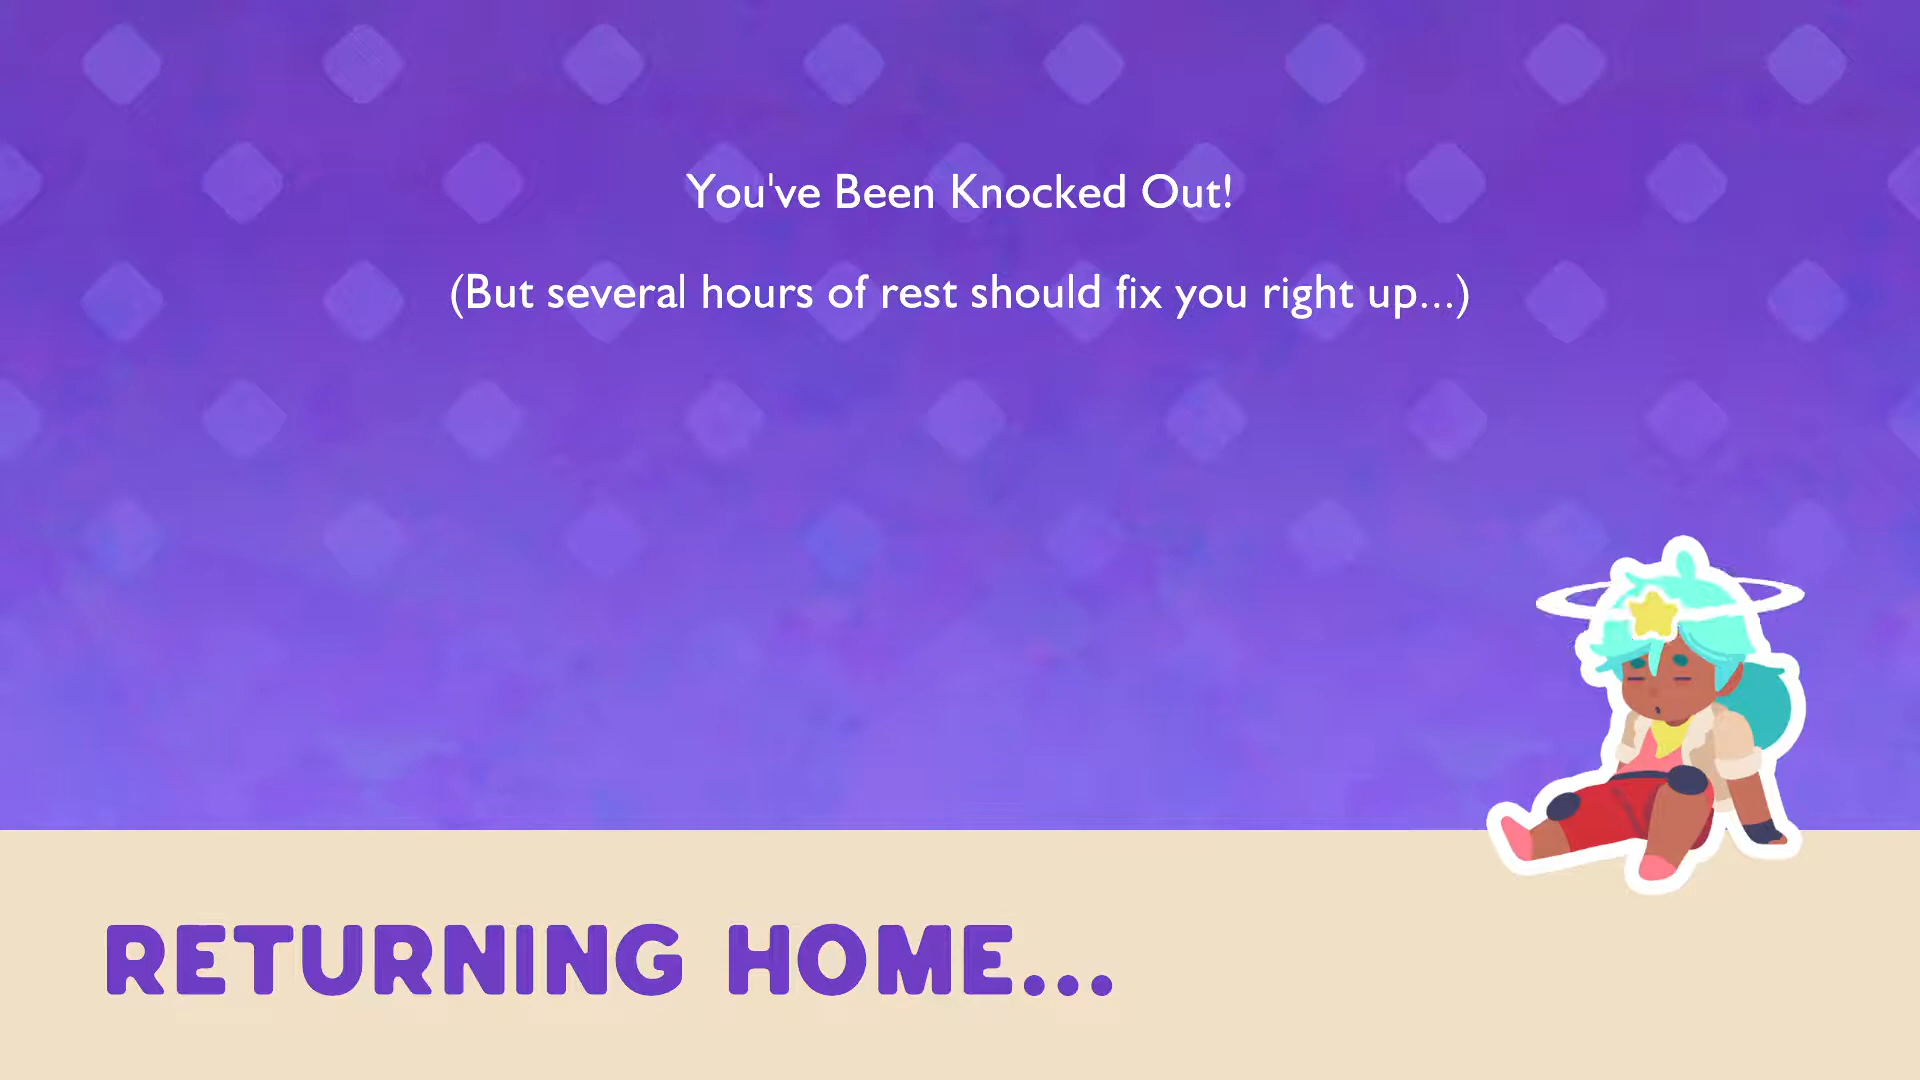 You've Been Knocked Out!
(But several hours of rest should fix you right up...)
RETURNING HOME...